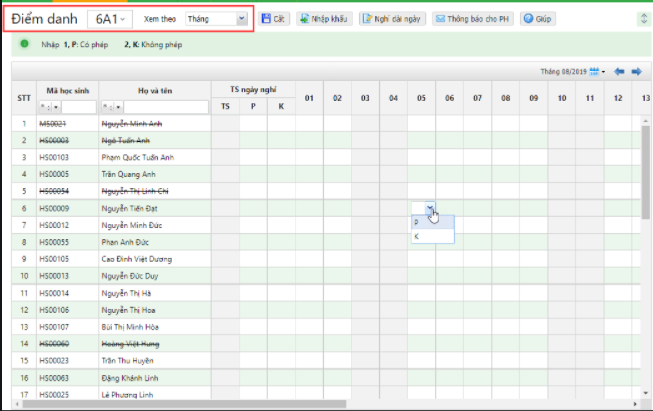 Điểm danh 6A1 Xem theo Tháng Cất Nhập khẩu Nghỉ dài ngày Thông báo cho PH Giúp
Nhập 1, P: Có phép 2, K: Không phép
Tháng 08/2019
STT Mã học sinh Họ và tên TS ngày nghỉ 01 02 03 04 05 06 07 08 09 10 11 12 13
TS P K
1 MS0021 Nguyễn Minh Anh
2 HS00003 Ngô Tuấn Anh
3 HS00103 Phạm Quốc Tuấn Anh
4 HS00005 Trần Quang Anh
5 HS00054 Nguyễn Thị Linh Chi
6 HS00009 Nguyễn Tiến Đạt
7 HS00012 Nguyễn Minh Đức
P
8 HS00055 Phan Anh Đức
K
9 HS00105 Cao Đình Việt Dương
10 HS00013 Nguyễn Đức Duy
11 HS00014 Nguyễn Thị Hà
12 HS00106 Nguyễn Thị Hoa
13 HS00107 Bùi Thị Minh Hòa
14 HS00060 Hoàng Việt Hưng
15 HS00023 Trần Thu Huyền
16 HS00063 Đặng Khánh Linh
17 HS00025 Lê Phương Linh